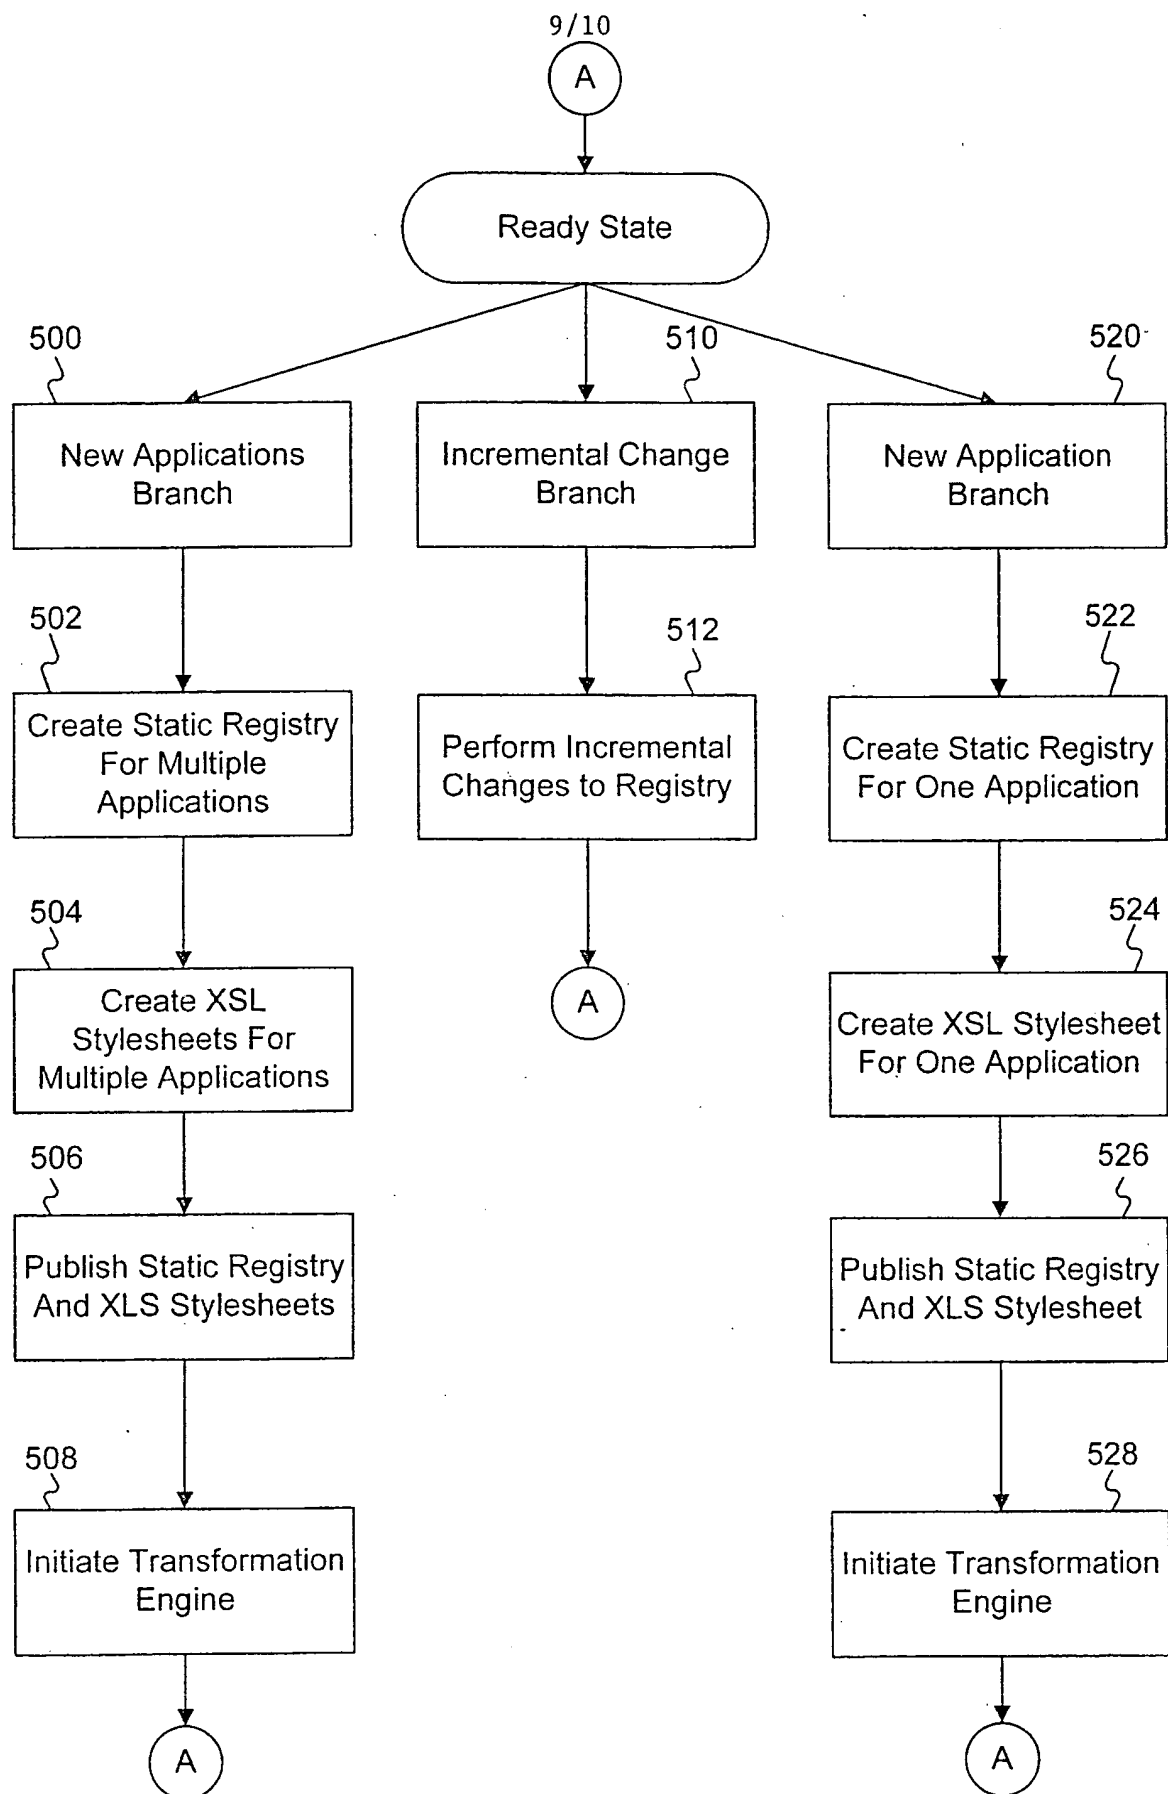 9/10
A
Ready State
500
510
520
New Applications
Branch
Incremental Change
Branch
New Application
Branch
502
512
522
Create Static Registry
For Multiple
Applications
Perform Incremental
Changes to Registry
Create Static Registry
For One Application
504
524
Create XSL
Stylesheets For
Multiple Applications
A
Create XSL Stylesheet
For One Application
506
526
Publish Static Registry
And XLS Stylesheets
Publish Static Registry
And XLS Stylesheet
508
528
Initiate Transformation
Engine
Initiate Transformation
Engine
A
A